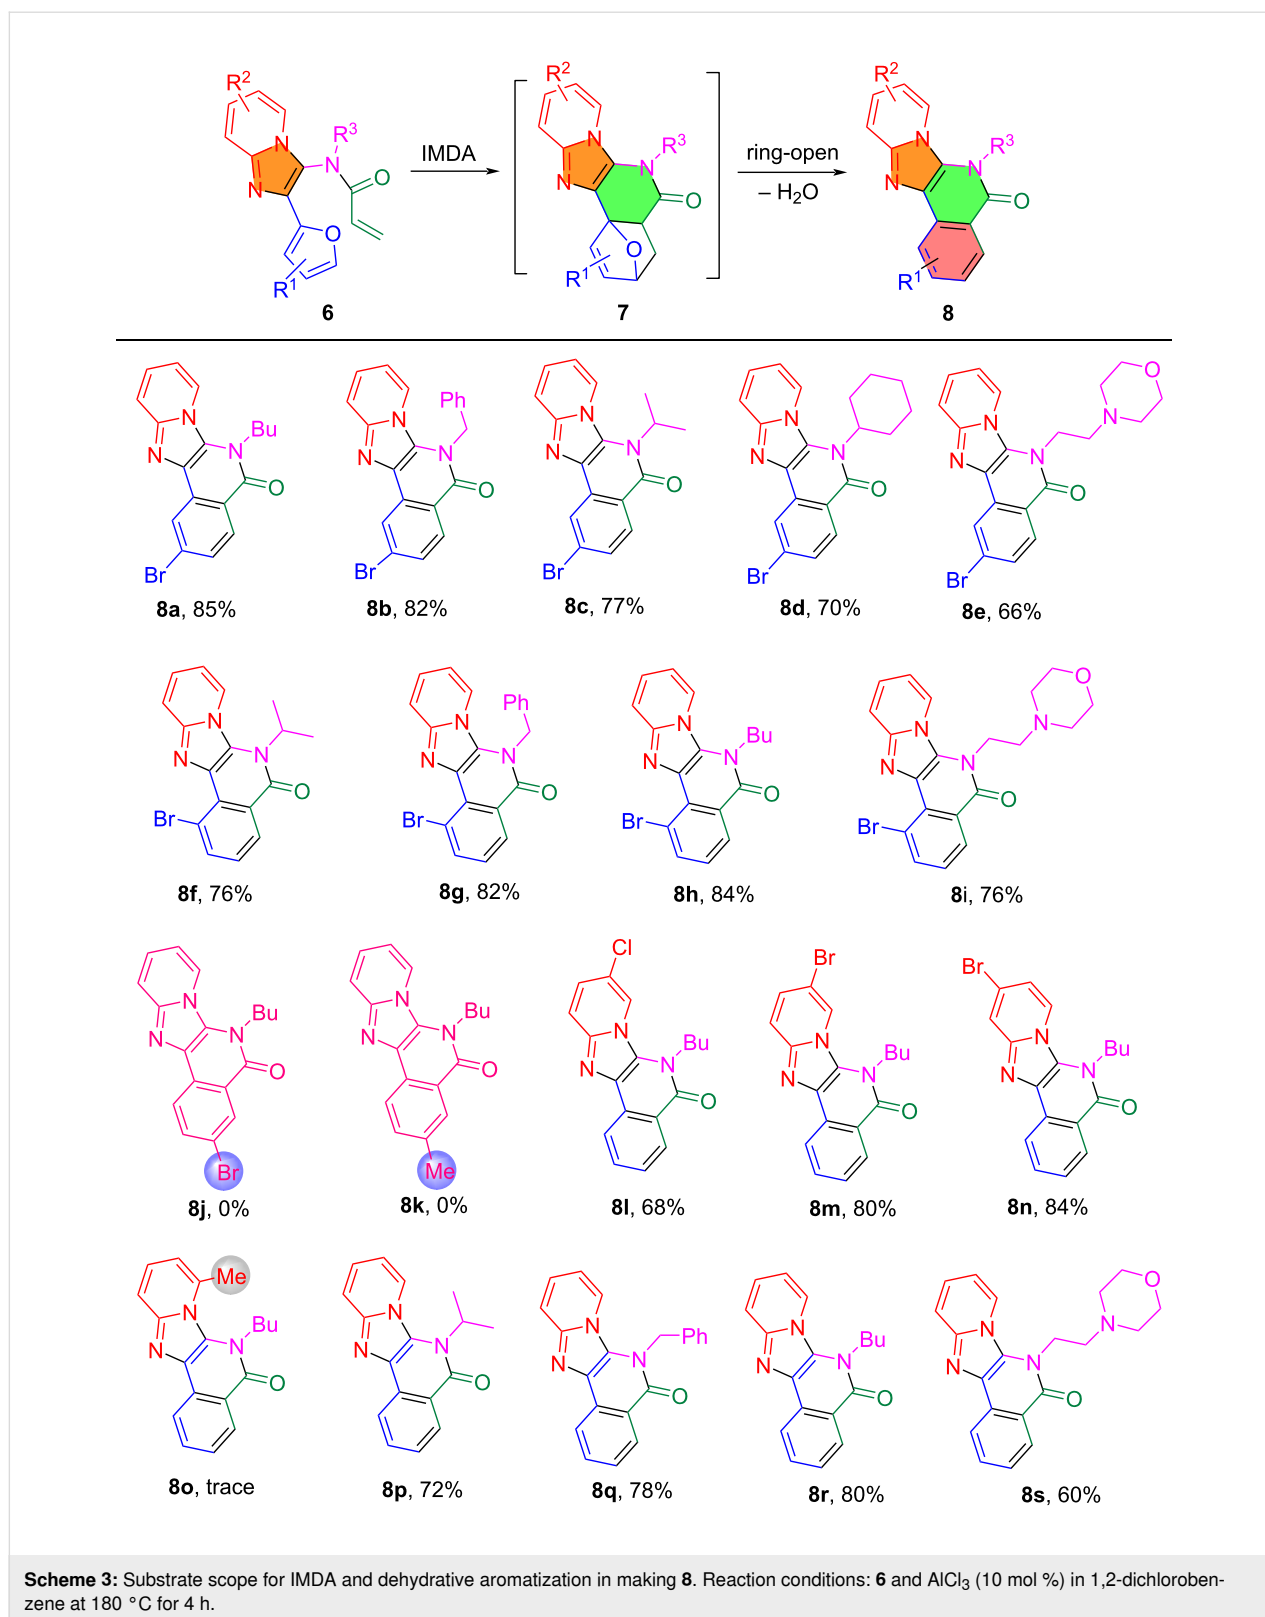 R² R² R²
R³ R³ R³
N N N N N N N N N
IMDA ring-open
O O O
– H₂O
O O
R¹ R¹ R¹
6 7 8
Ph O
Bu N
N N N N N
N N N N N N N N N N
O O O O O
Br Br Br Br Br
8a, 85% 8b, 82% 8c, 77% 8d, 70% 8e, 66%
Ph O
Bu N
N N N N
N N N N N N N N
O O O O
Br Br Br Br
8f, 76% 8g, 82% 8h, 84% 8i, 76%
Cl Br Br
N N N N N
Bu Bu Bu Bu Bu
N N N N N N N N N N
O O O O O
Br Me
8j, 0% 8k, 0% 8l, 68% 8m, 80% 8n, 84%
Me O
N N N N N
Bu Ph Bu N
N N N N N N N N N N
O O O O O
8o, trace 8p, 72% 8q, 78% 8r, 80% 8s, 60%
Scheme 3: Substrate scope for IMDA and dehydrative aromatization in making 8. Reaction conditions: 6 and AlCl₃ (10 mol %) in 1,2-dichloroben-
zene at 180 °C for 4 h.